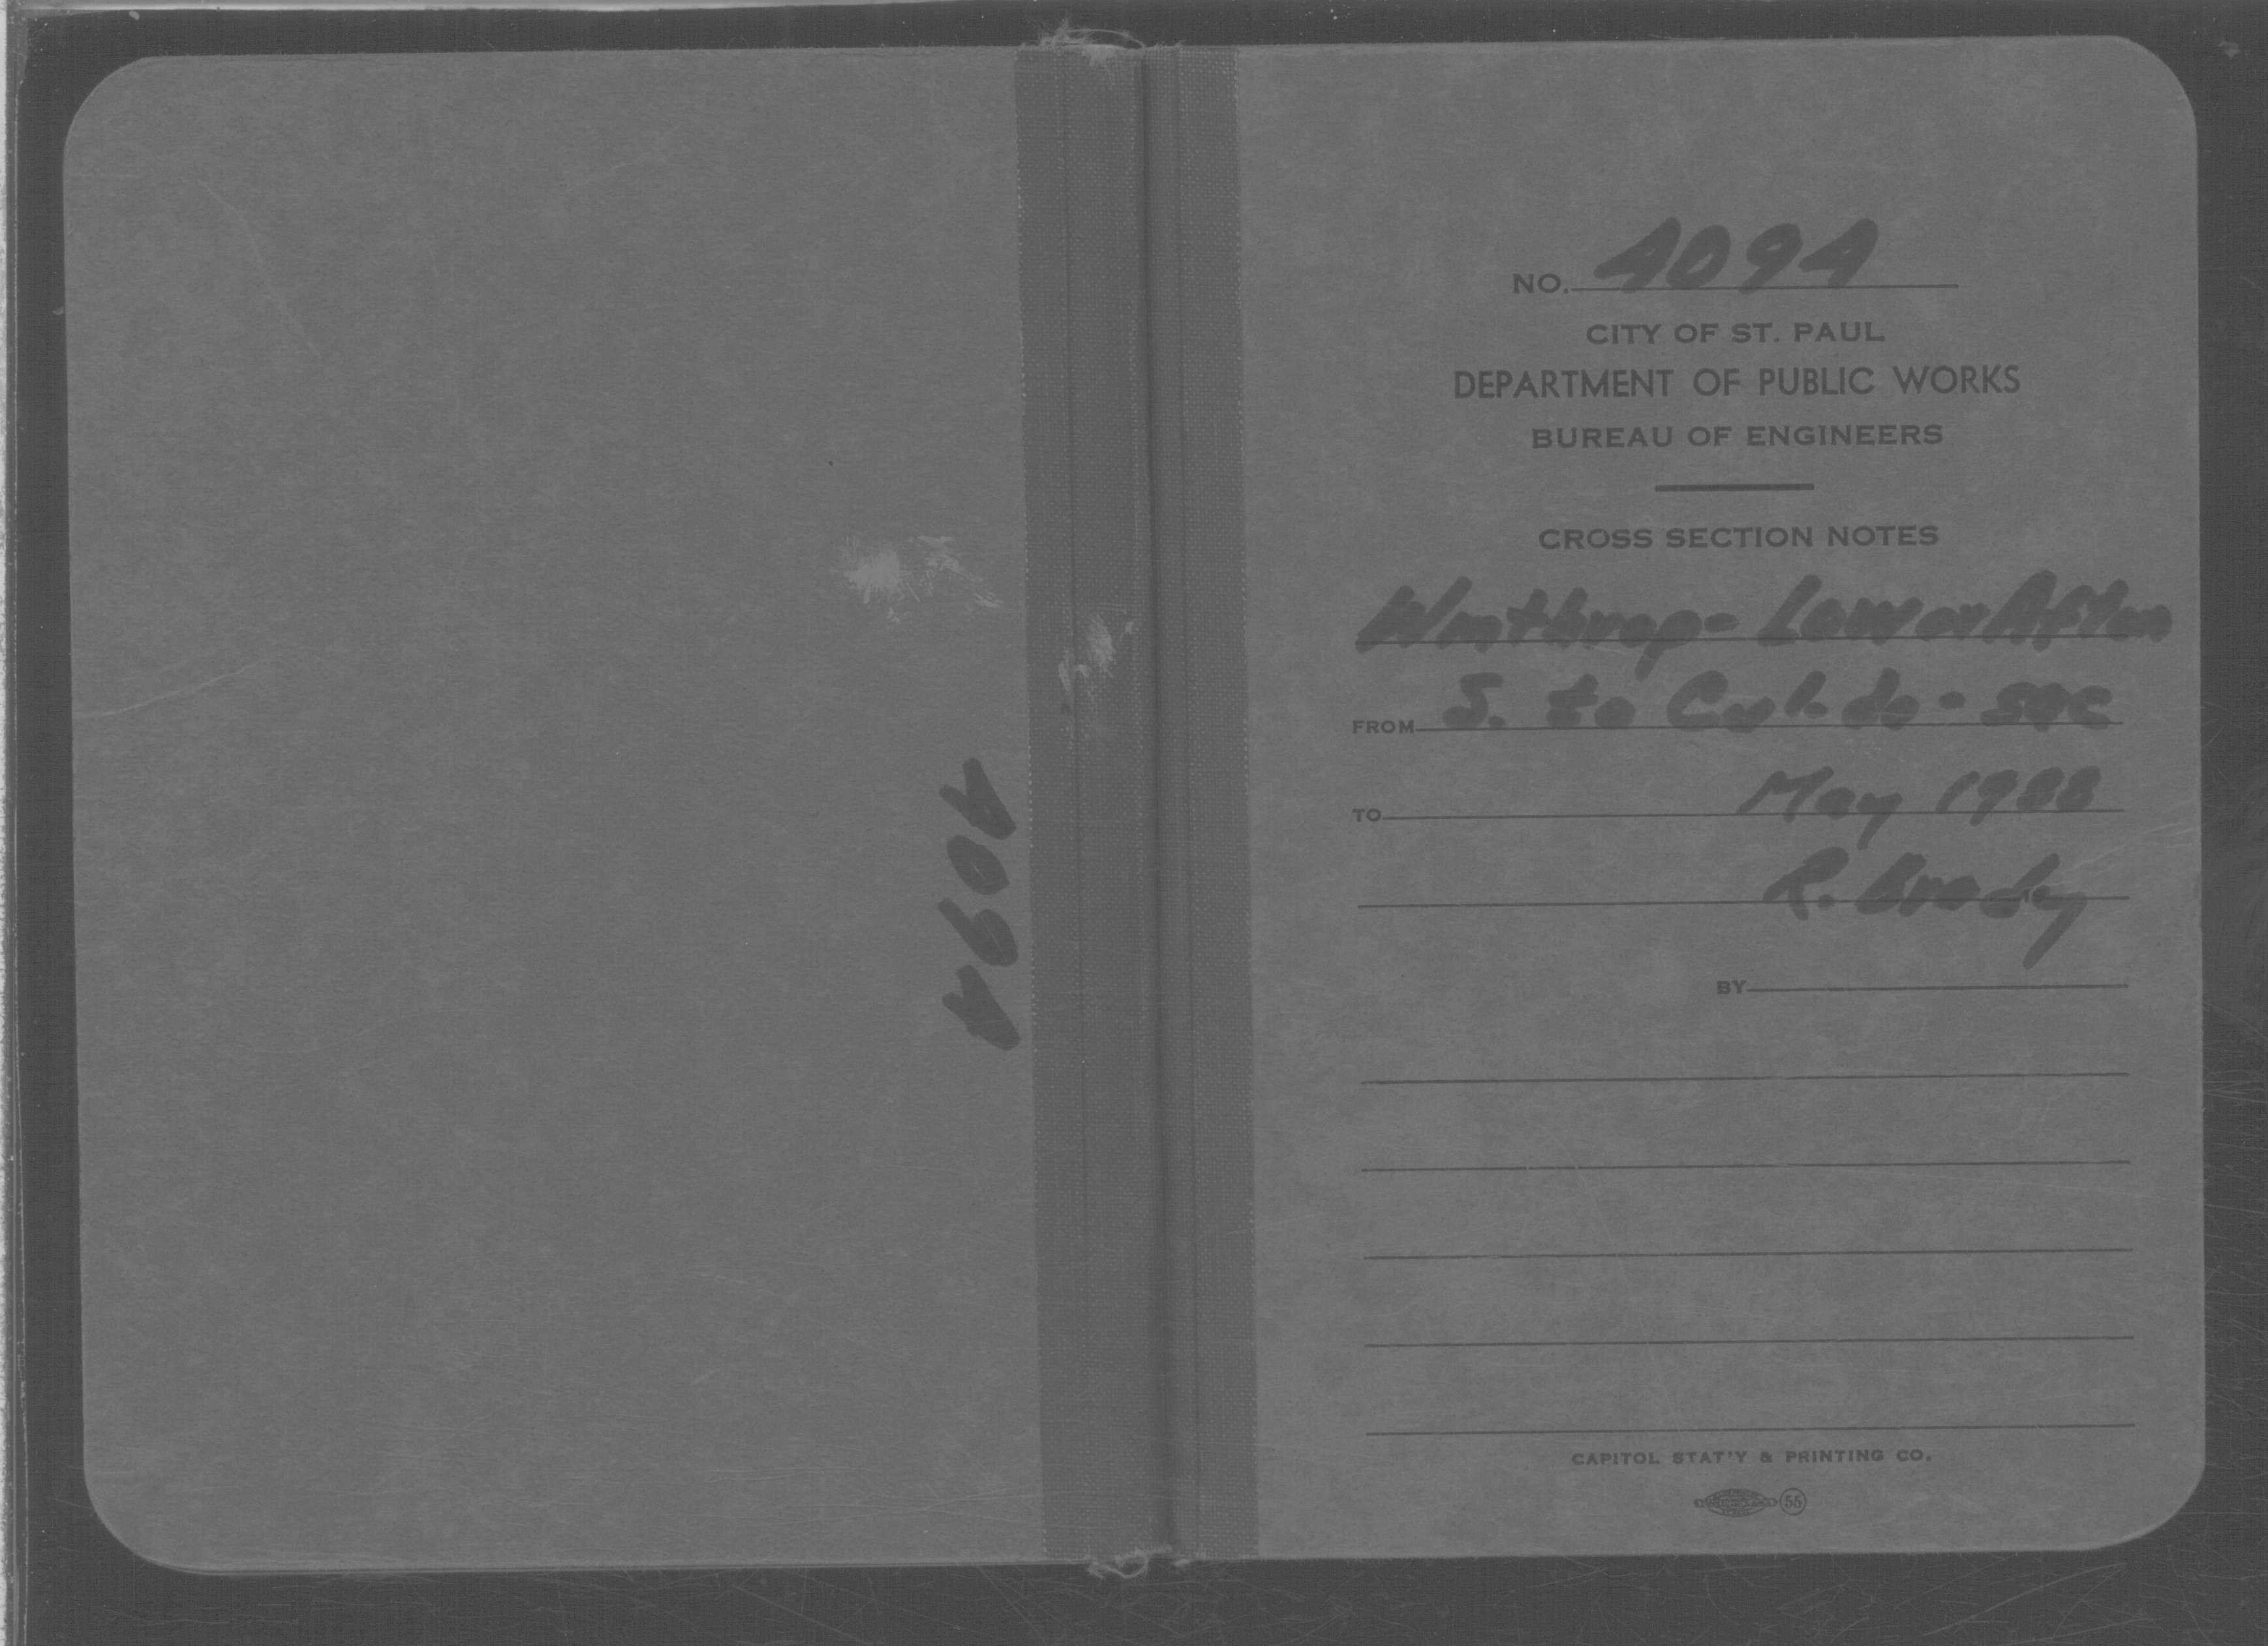 4094
NO. 4094
CITY OF ST. PAUL
DEPARTMENT OF PUBLIC WORKS
BUREAU OF ENGINEERS
CROSS SECTION NOTES
Winthrop - Lower Afton
FROM S. to Cul-de-sac
TO May 1988
R. Brady
BY
CAPITOL STAT'Y & PRINTING CO.
55